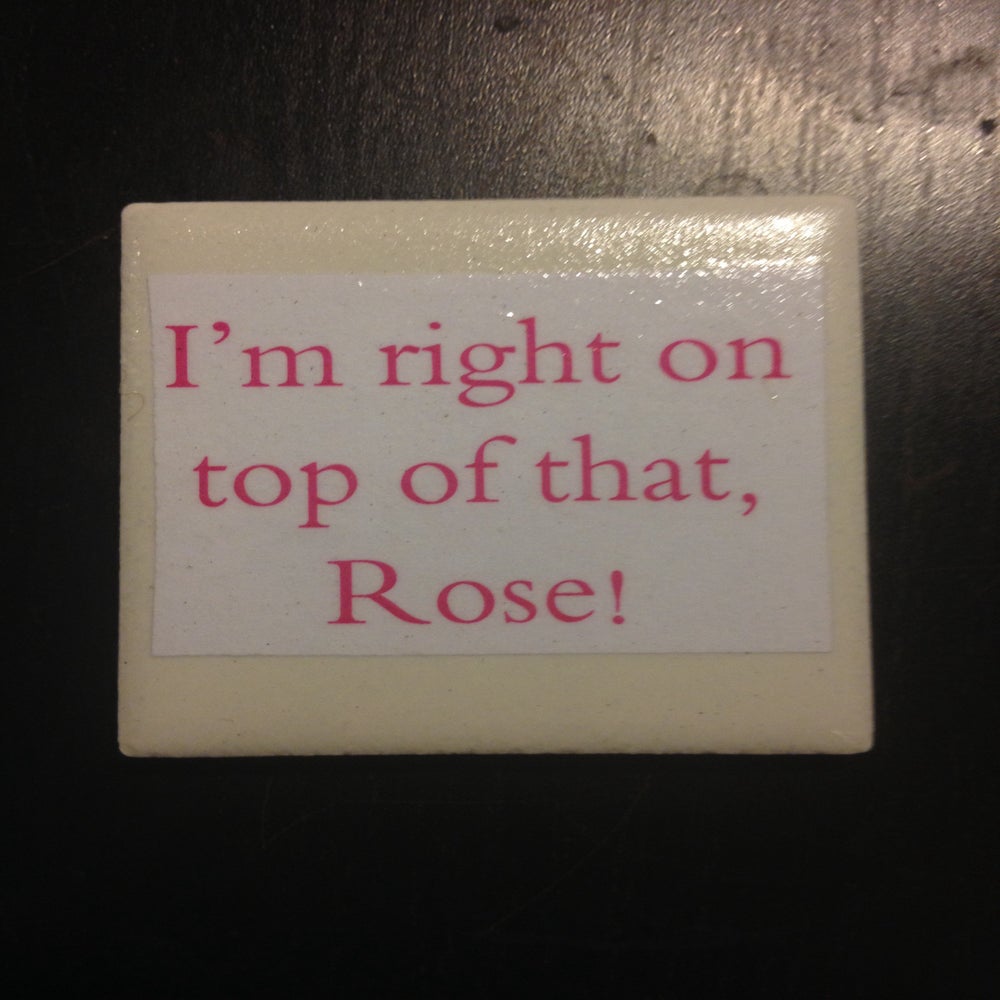 I'm right on
top of that,
Rose!